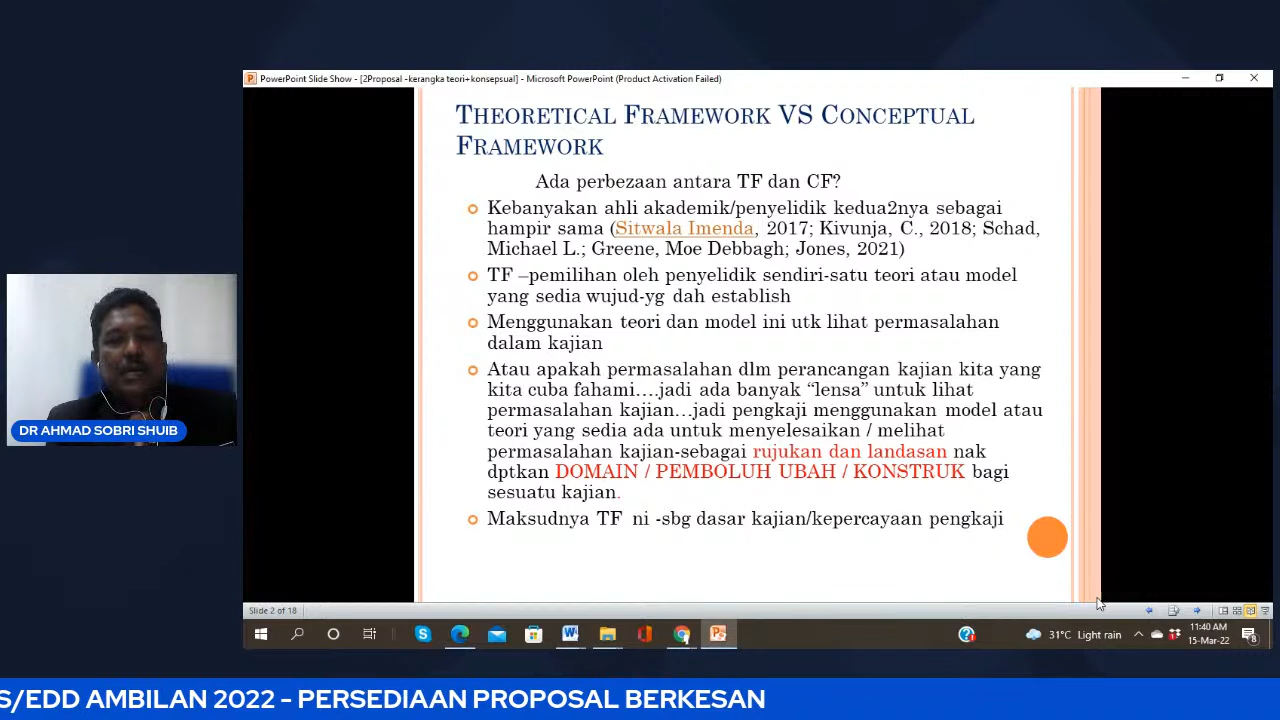 PowerPoint Slide Show - [2Proposal -kerangka teori+konsepsual] - Microsoft PowerPoint (Product Activation Failed)
THEORETICAL FRAMEWORK VS CONCEPTUAL
FRAMEWORK
Ada perbezaan antara TF dan CF?
Kebanyakan ahli akademik/penyelidik kedua2nya sebagai
hampir sama (Sitwala Imenda, 2017; Kivunja, C., 2018; Schad,
Michael L.; Greene, Moe Debbagh; Jones, 2021)
TF –pemilihan oleh penyelidik sendiri-satu teori atau model
yang sedia wujud-yg dah establish
Menggunakan teori dan model ini utk lihat permasalahan
dalam kajian
Atau apakah permasalahan dlm perancangan kajian kita yang
kita cuba fahami….jadi ada banyak “lensa” untuk lihat
permasalahan kajian…jadi pengkaji menggunakan model atau
teori yang sedia ada untuk menyelesaikan / melihat
permasalahan kajian-sebagai rujukan dan landasan nak
dptkan DOMAIN / PEMBOLUH UBAH / KONSTRUK bagi
sesuatu kajian.
Maksudnya TF ni -sbg dasar kajian/kepercayaan pengkaji
DR AHMAD SOBRI SHUIB
Slide 2 of 18
31°C Light rain
11:40 AM
15-Mar-22
8
S/EDD AMBILAN 2022 - PERSEDIAAN PROPOSAL BERKESAN